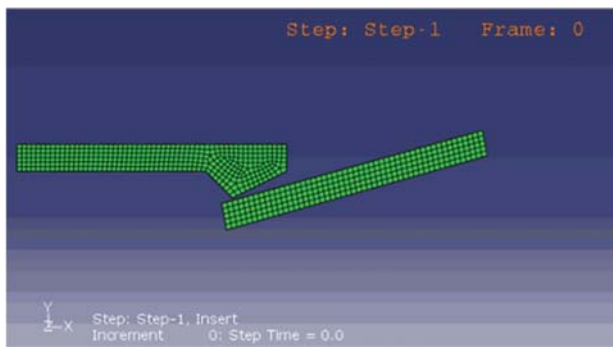 Step: Step-1 Frame: 0
Y
Z X
Step: Step-1, Insert
Increment 0: Step Time = 0.0